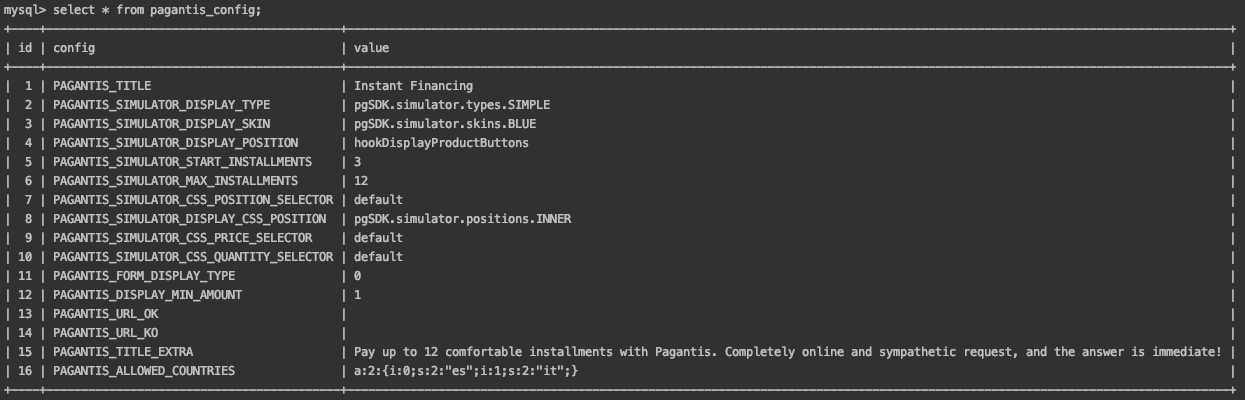 mysql> select * from pagantis_config;
| id | config | value |
| 1 | PAGANTIS_TITLE | Instant Financing |
| 2 | PAGANTIS_SIMULATOR_DISPLAY_TYPE | pgSDK.simulator.types.SIMPLE |
| 3 | PAGANTIS_SIMULATOR_DISPLAY_SKIN | pgSDK.simulator.skins.BLUE |
| 4 | PAGANTIS_SIMULATOR_DISPLAY_POSITION | hookDisplayProductButtons |
| 5 | PAGANTIS_SIMULATOR_START_INSTALLMENTS | 3 |
| 6 | PAGANTIS_SIMULATOR_MAX_INSTALLMENTS | 12 |
| 7 | PAGANTIS_SIMULATOR_CSS_POSITION_SELECTOR | default |
| 8 | PAGANTIS_SIMULATOR_DISPLAY_CSS_POSITION | pgSDK.simulator.positions.INNER |
| 9 | PAGANTIS_SIMULATOR_CSS_PRICE_SELECTOR | default |
| 10 | PAGANTIS_SIMULATOR_CSS_QUANTITY_SELECTOR | default |
| 11 | PAGANTIS_FORM_DISPLAY_TYPE | 0 |
| 12 | PAGANTIS_DISPLAY_MIN_AMOUNT | 1 |
| 13 | PAGANTIS_URL_OK | |
| 14 | PAGANTIS_URL_KO | |
| 15 | PAGANTIS_TITLE_EXTRA | Pay up to 12 comfortable installments with Pagantis. Completely online and sympathetic request, and the answer is immediate! |
| 16 | PAGANTIS_ALLOWED_COUNTRIES | a:2:{i:0;s:2:"es";i:1;s:2:"it";} |